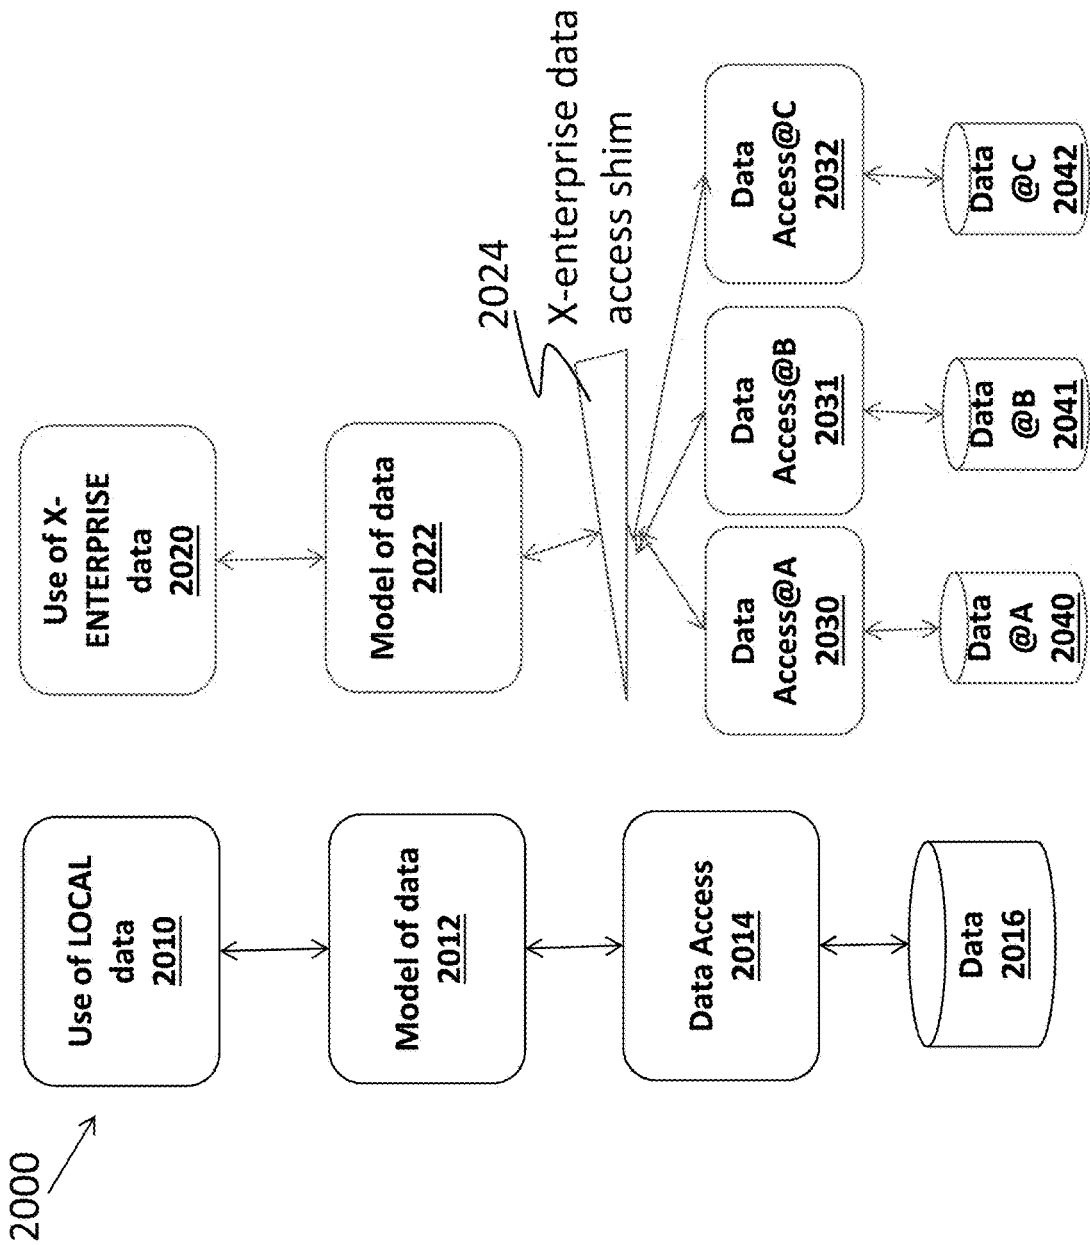 2000
Use of LOCAL
data
2010
Model of data
2012
Data Access
2014
Data
2016
Use of X-
ENTERPRISE
data
2020
Model of data
2022
2024
X-enterprise data
access shim
Data
Access@A
2030
Data
Access@B
2031
Data
Access@C
2032
Data
@A
2040
Data
@B
2041
Data
@C
2042